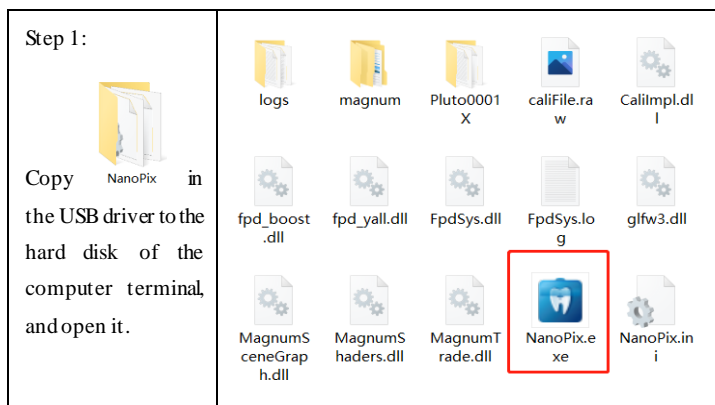 Step 1:
Copy NanoPix in
the USB driver to the
hard disk of the
computer terminal,
and open it.
logs magnum Pluto0001
X caliFile.ra
w CaliImpl.dl
l
fpd_boost
.dll fpd_yall.dll FpdSys.dll FpdSys.lo
g glfw3.dll
MagnumS
ceneGrap
h.dll MagnumS
haders.dll MagnumT
rade.dll NanoPix.e
xe NanoPix.in
i